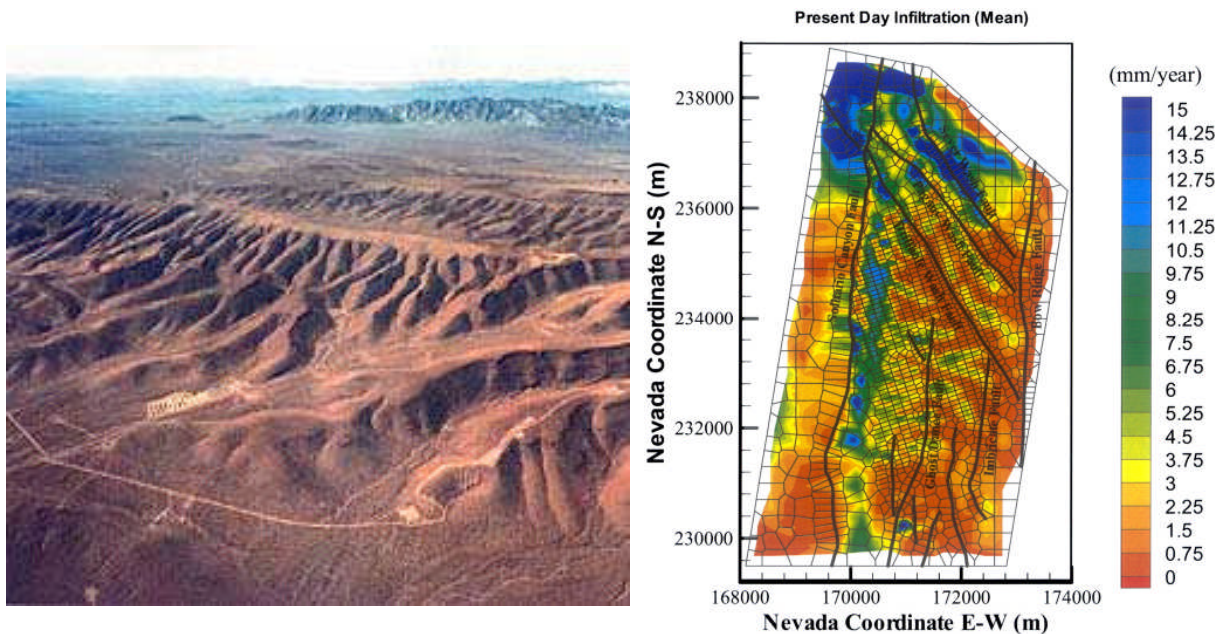 Present Day Infiltration (Mean)
(mm/year)
15
14.25
13.5
12.75
12
11.25
10.5
9.75
9
8.25
7.5
6.75
6
5.25
4.5
3.75
3
2.25
1.5
0.75
0
Nevada Coordinate N-S (m)
238000
236000
234000
232000
230000
Solitario Canyon Fault
Ghost Dance Fault
Imbricate Fault
Bow Ridge Fault
168000 170000 172000 174000
Nevada Coordinate E-W (m)